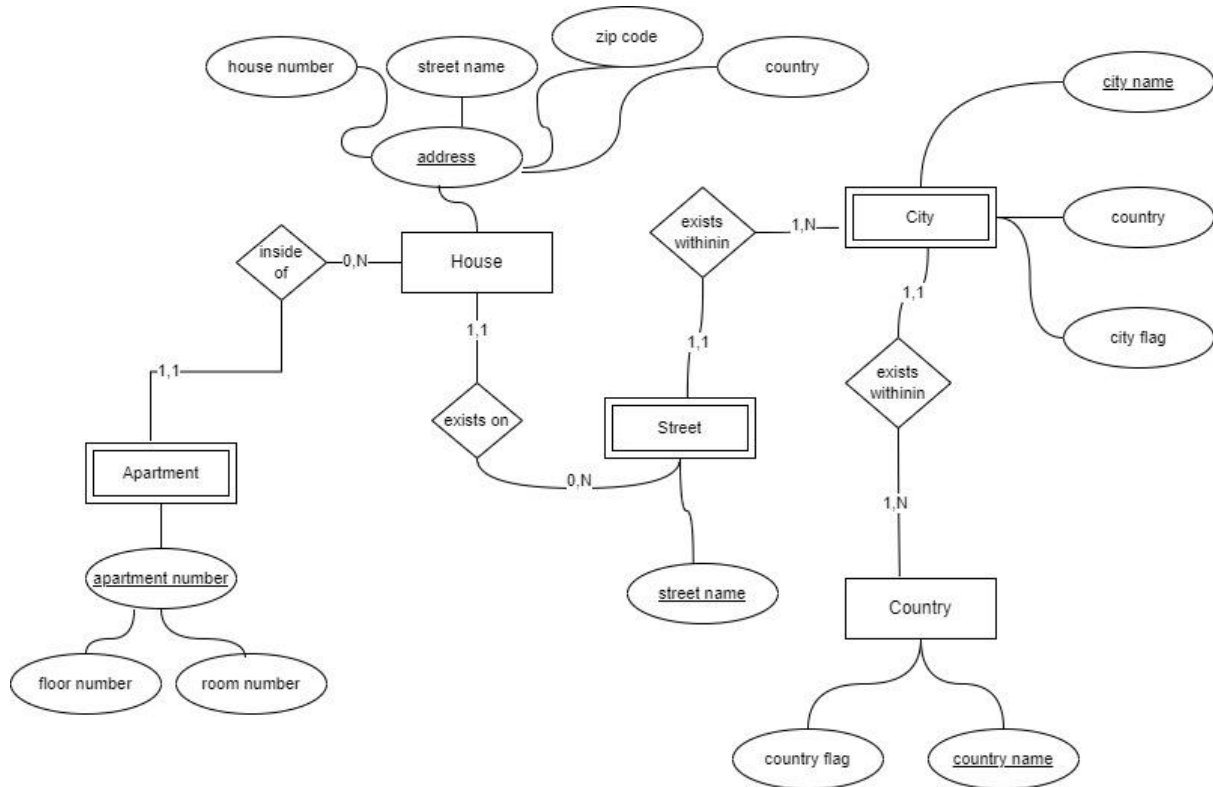 zip code
house number
street name
country
city name
address
exists
withinin
1,N
City
country
inside
of
0,N
House
1,1
1,1
1,1
city flag
exists
withinin
1,1
exists on
Street
Apartment
0,N
1,N
apartment number
street name
Country
floor number
room number
country flag
country name